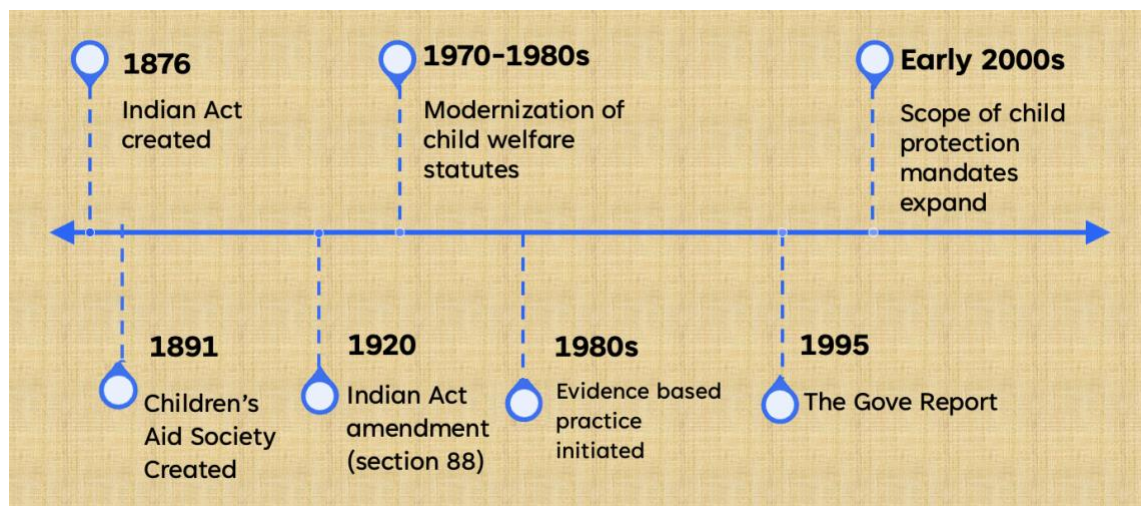 1876
Indian Act
created
1970-1980s
Modernization of
child welfare
statutes
Early 2000s
Scope of child
protection
mandates
expand
1891
Children's
Aid Society
Created
1920
Indian Act
amendment
(section 88)
1980s
Evidence based
practice
initiated
1995
The Gove Report